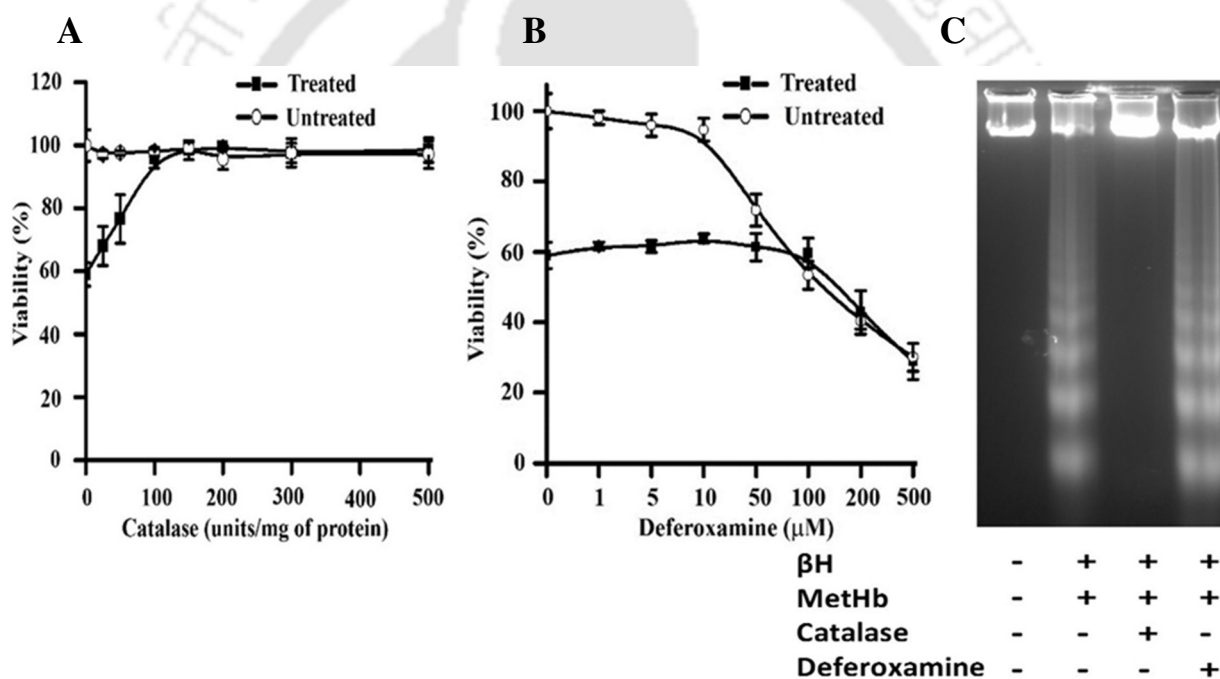 A
B
C
120
100
80
60
40
20
0
Viability (%)
Treated
Untreated
0
100
200
300
400
500
Catalase (units/mg of protein)
100
80
60
40
20
0
Viability (%)
Treated
Untreated
0
1
5
10
50
100
200
500
Deferoxamine (μM)
βH - + + +
MetHb - + + +
Catalase - - + -
Deferoxamine - - - +